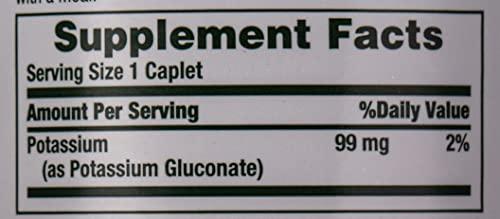 Supplement Facts
Serving Size 1 Caplet
Amount Per Serving %Daily Value
Potassium 99 mg 2%
(as Potassium Gluconate)